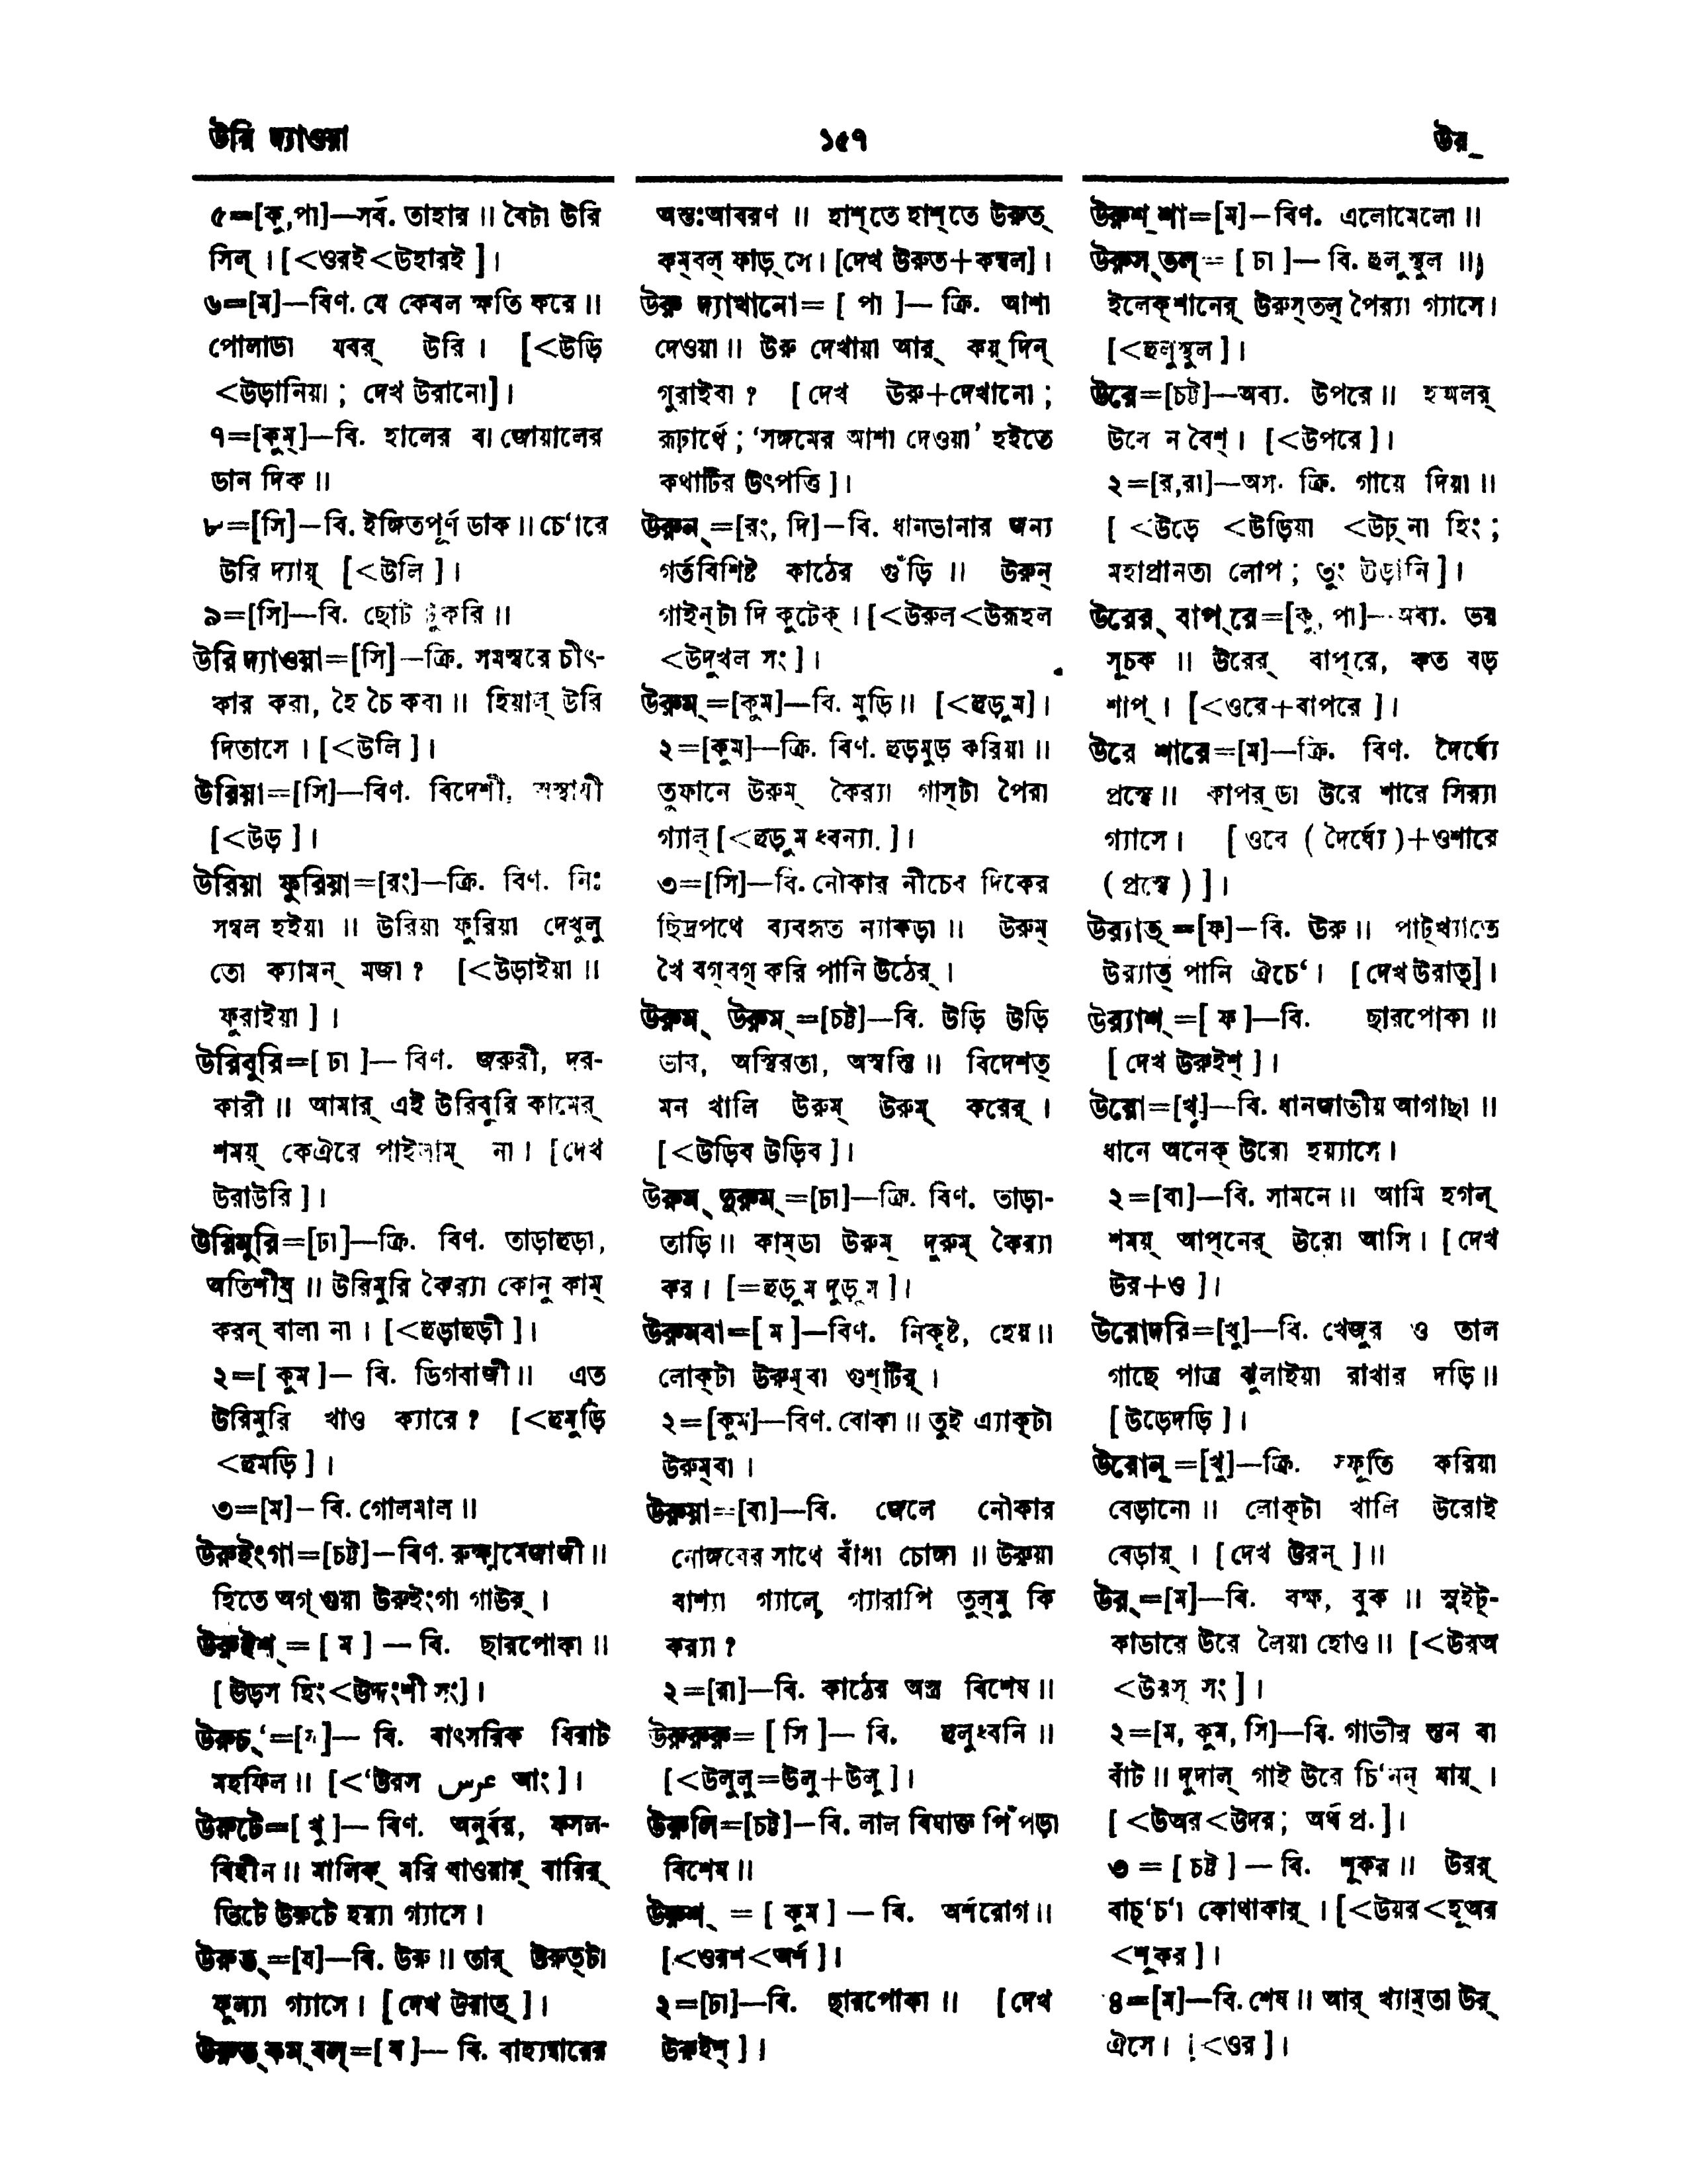 উরি দ্যাওয়া
১৫৭
উর্
৫=[কু,পা]—সর্ব. তাহার ॥ বৈটা উরি
সিল্ । [<ওরই<উহারই ]।
৬=[ম]—বিণ. যে কেবল ক্ষতি করে ॥
পোলাডা যবর্ উরি । [<উড়ি
<উড়ানিয়া ; দেখ উরানো]।
৭=[কুম্]—বি. হালের বা জোয়ালের
ডান দিক ॥
৮=[সি]—বি. ইঙ্গিতপূর্ণ ডাক ॥ চে'ারে
উরি দ্যায়্ [<উলি ]।
৯=[সি]—বি. ছোট টুকরি ॥
উরি দ্যাওয়া=[সি]—ক্রি. সমস্বরে চীৎ-
কার করা, হৈ চৈ করা ॥ হিয়াল্ উরি
দিতাসে । [<উলি ]।
উরিয়া=[সি]—বিণ. বিদেশী, অস্থায়ী
[<উড় ]।
উরিয়া ফুরিয়া=[রং]—ক্রি. বিণ. নিঃ
সম্বল হইয়া ॥ উরিয়া ফুরিয়া দেখুলু
তো ক্যামন্ মজা ? [<উড়াইয়া ॥
ফুরাইয়া ]।
উরিবুরি=[ ঢা ]— বিণ. জরুরী, দর-
কারী ॥ আমার্ এই উরিবুরি কামের্
শময়্ কেঐরে পাইলাম্ না । [দেখ
উরাউরি ]।
উরিমুরি=[ঢা]—ক্রি. বিণ. তাড়াহুড়া,
অতিশীঘ্র ॥ উরিমুরি কৈর‍্যা কোনু কাম্
করন্ বালা না । [<হুড়াহুড়ী ]।
২=[ কুম ]— বি. ডিগবাজী ॥ এত
উরিমুরি খাও ক্যারে ? [<হুমুড়ি
<হুমড়ি ]।
৩=[ম]– বি. গোলমাল ॥
উরুইংগা=[চট্ট]—বিণ. রুক্ষ্মমেজাজী ॥
হিতে অগ্‌গুয়া উরুইংগা গাউর্ ।
উরুইশ্ = [ ম ] — বি. ছারপোকা ॥
[ উড়স হিং<উদ্দংশী সং]।
বি. বাৎসরিক বিরাট
মহফিল ॥ [<'উরস عرس আং ]।
উরুটে=[ খু ]— বিণ. অনুর্বর, ফসল-
বিহীন ॥ মালিক্ মরি যাওয়ায়্ বারির্
ভিটে উরুটে হয়্যা গ্যাসে ।
উরুত্=[য]—বি. উরু ॥ তার্ উরুত্‌টা
ফুল্যা গ্যাসে । [ দেখ উরাত্ ]।
উরুত্ কম্ বল্=[ য ]— বি. বাহ্যদ্বারের
অন্তঃআবরণ ॥ হাশ্‌তে হাশ্‌তে উরুত্
কম্‌বল্ ফাড়্‌সে । [দেখ উরুত+কম্বল]।
উরু দ্যাখানো= [ পা ]— ক্রি. আশা
দেওয়া ॥ উরু দেখায়া আর্ কয়্ দিন্
গুরাইবা ? [ দেখ উরু+দেখানো ;
রূঢ়ার্থে ; 'সঙ্গমের আশা দেওয়া' হইতে
কথাটির উৎপত্তি ]।
উরুন্=[রং, দি]—বি. ধানভানার জন্য
গর্তবিশিষ্ট কাঠের গুঁড়ি ॥ উরুন্
গাইন্‌টা দি কুটেক্ । [<উরুল<উরূহল
<উদুখল সং ]।
উরুম্=[কুম]—বি. মুড়ি ॥ [<হুড়ুম]।
২=[কুম]—ক্রি. বিণ. হুড়মুড় করিয়া ॥
তুফানে উরুম্ কৈর‍্যা গাস্‌টা পৈরা
গ্যাল্ [<হুড়ুম ধ্বন্যা. ]।
৩=[সি]—বি. নৌকার নীচের দিকের
ছিদ্রপথে ব্যবহৃত ন্যাকড়া ॥ উরুম্
খৈ বগ্‌বগ্ করি পানি উঠের্ ।
উরুম্ উরুম্=[চট্ট]—বি. উড়ি উড়ি
ভাব, অস্থিরতা, অস্বস্তি ॥ বিদেশত্
মন খালি উরুম্ উরুম্ করের্ ।
[<উড়িব উড়িব ]।
উরুম্ দুরুম্=[ঢা]—ক্রি. বিণ. তাড়া-
তাড়ি ॥ কাম্‌ডা উরুম্ দুরুম্ কৈর‍্যা
কর । [=হুড়ুম দুড়ুম ]।
উরুমবা=[ ম ]—বিণ. নিকৃষ্ট, হেয় ॥
লোক্‌টা উরুম্‌বা গুশ্‌টির্ ।
২=[কুম]—বিণ. বোকা ॥ তুই এ্যাক্‌টা
উরুম্‌বা ।
উরুয়া=[বা]—বি. জেলে নৌকার
নোঙ্গরের সাথে বাঁধা চোঙ্গা ॥ উরুয়া
বাশ্যা গ্যালে, গ্যারাপি তুল্‌মু কি
কর‍্যা ?
২=[রা]—বি. কাঠের অস্ত্র বিশেষ ॥
উরুরুরু= [ সি ]— বি. হুলুধ্বনি ॥
[<উলুলু=উলু+উলু ]।
উরুলি=[চট্ট]—বি. লাল বিষাক্ত পিঁপড়া
বিশেষ ॥
উরুশ্ = [ কুম ] — বি. অর্শরোগ ॥
[<ওরশ<অর্শ ]।
২=[ঢা]—বি. ছারপোকা ॥ [দেখ
উরুইশ্ ]।
উরুশ্ শা=[ম]—বিণ. এলোমেলো ॥
উরুস্ তল্= [ ঢা ]— বি. হুলুস্থুল ॥
ইলেক্‌শানের্ উরুস্‌তল্ পৈর‍্যা গ্যাসে ।
[<হুলুস্থুল ]।
উরে=[চট্ট]—অব্য. উপরে ॥ হঅলর্
উরে ন বৈশ্ । [<উপরে ]।
২=[র,রা]—অস. ক্রি. গায়ে দিয়া ॥
[ <উড়ে <উড়িয়া <উঢ়্‌না হিং ;
মহাপ্রানতা লোপ ; তুং উড়ানি ]।
উরের্ বাপ্ রে=[কু, পা]—অব্য. ভয়
সূচক ॥ উরের্ বাপ্‌রে, কত বড়
শাপ্ । [<ওরে+বাপরে ]।
উরে শারে=[ম]—ক্রি. বিণ. দৈর্ঘ্যে
প্রস্থে ॥ কাপর্‌ডা উরে শারে সির‍্যা
গ্যাসে । [ ওরে ( দৈর্ঘ্যে )+ওশারে
( প্রস্থে ) ]।
উর‍্যাত্=[ফ]—বি. উরু ॥ পাট্‌খ্যাতে
উর‍্যাত্ পানি ঐচে' । [ দেখ উরাত্]।
উর‍্যাশ্=[ ফ ]—বি. ছারপোকা ॥
[ দেখ উরুইশ্ ]।
উরো=[খু]—বি. ধানজাতীয় আগাছা ॥
ধানে অনেক্ উরো হয়্যাসে ।
২=[বা]—বি. সামনে ॥ আমি হগল্
শময়্ আপ্‌নের্ উরো আসি । [ দেখ
উর+ও ]।
উরোদরি=[খু]—বি. খেজুর ও তাল
গাছে পাত্র ঝুলাইয়া রাখার দড়ি ॥
[ উড়েদড়ি ]।
উরোন্=[খু]—ক্রি. স্ফূর্তি করিয়া
বেড়ানো ॥ লোক্‌টা খালি উরোই
বেড়ায়্ । [ দেখ উরন্ ]॥
উর্=[ম]—বি. বক্ষ, বুক ॥ স্নুইট্-
কাডারে উরে লৈয়া হোও ॥ [<উরঅ
<উরস্ সং ]।
২=[ম, কুম, সি]—বি. গাভীর স্তন বা
বাঁট ॥ দুদাল্ গাই উরে চি'নন্ যায়্ ।
[ <উঅর<উদর ; অর্থ প্র. ]।
৩ = [ চট্ট ] — বি. শূকর ॥ উরর্
বাচ্'চ'া কোথাকার্ । [<উয়র<হূঅর
<শূকর ]।
৪=[ম]—বি. শেষ ॥ আর্ খ্যাম্‌তা উর্
ঐসে । [<ওর ]।